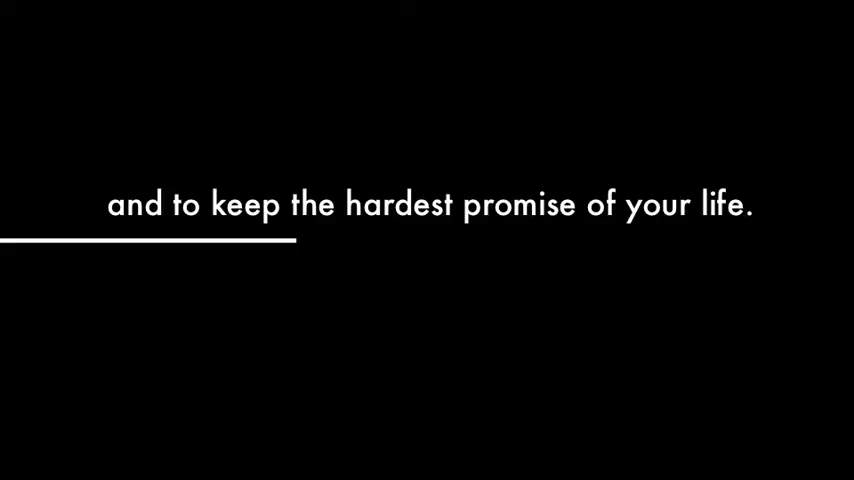 and to keep the hardest promise of your life.